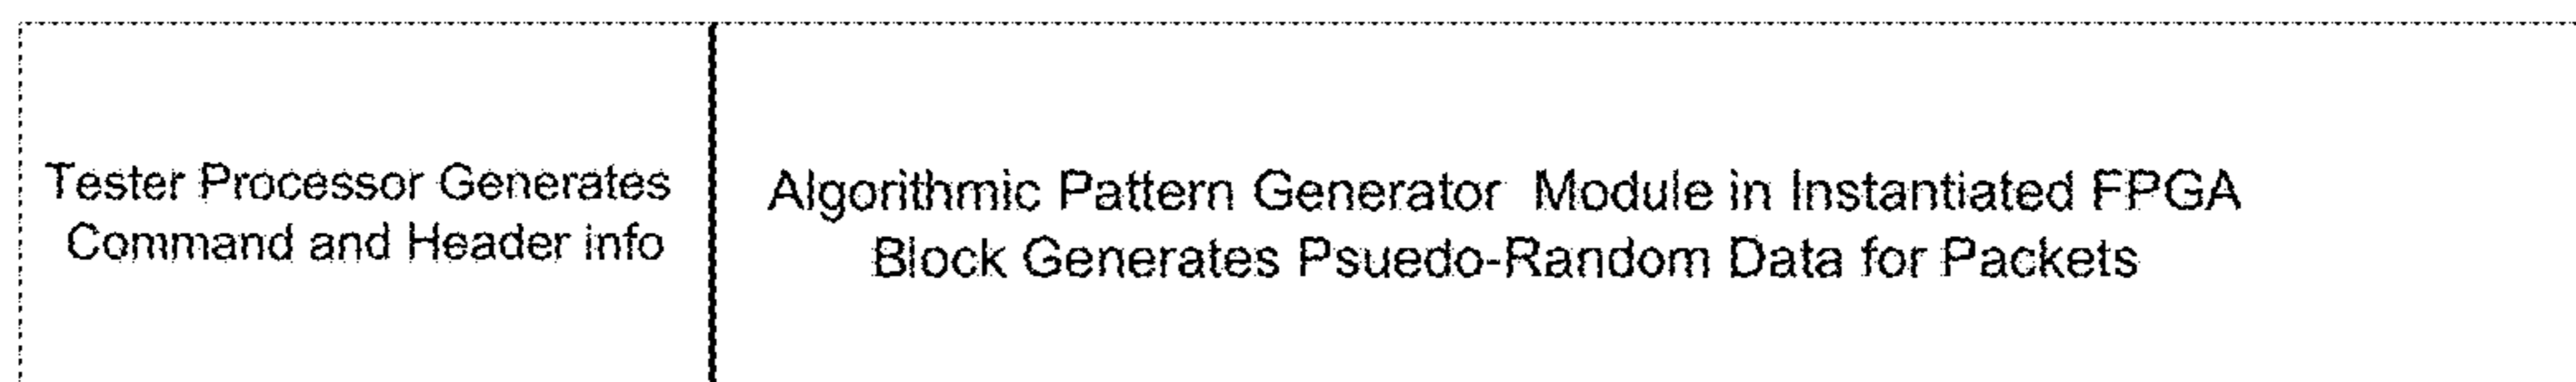 Tester Processor Generates
Command and Header info
Algorithmic Pattern Generator Module in Instantiated FPGA
Block Generates Psuedo-Random Data for Packets